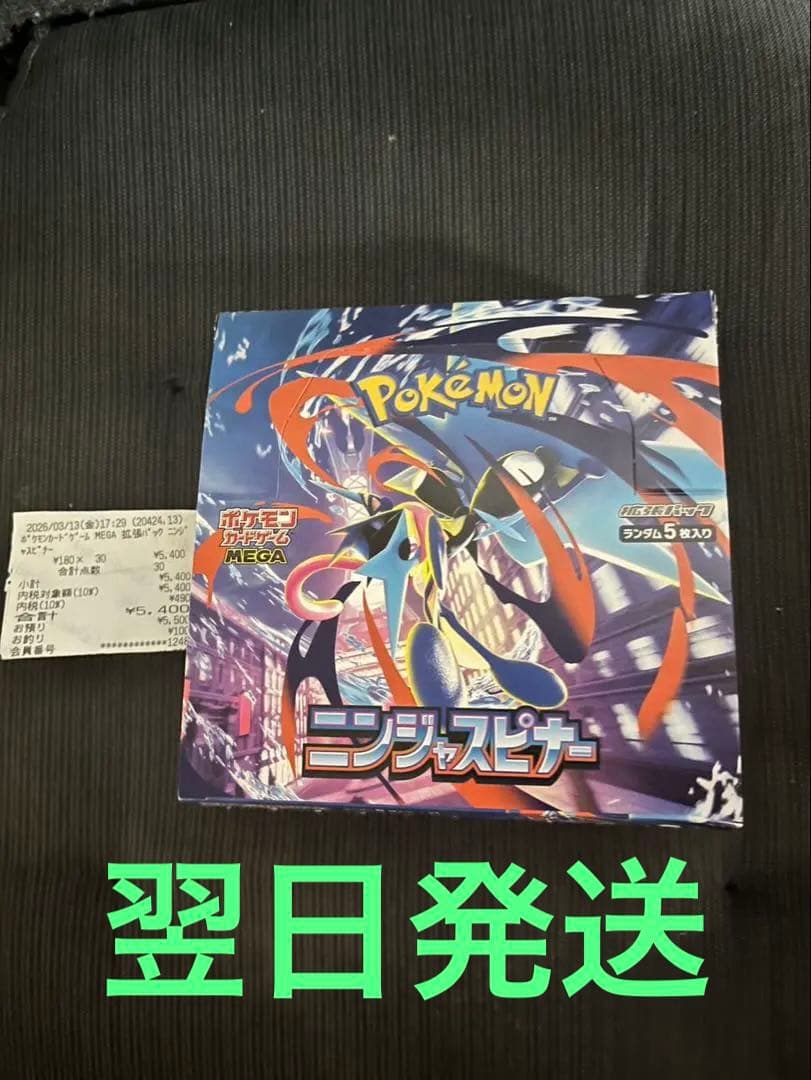 POKéMON
ポケモン
カードゲーム
MEGA
拡張パック
ランダム5枚入り
ニンジャスピナー
2026/03/13(金)17:29 (20424,13)
ポケモンカードゲーム MEGA 拡張パック ニンジ
ャスピナー
¥180× 30 ¥5,400
合計点数 30
小計 ¥5,400
内税対象額(10%) ¥5,400
内税(10%) ¥490
合計 ¥5,400
お預り ¥5,500
お釣り ¥100
会員番号 ************1248
翌日発送